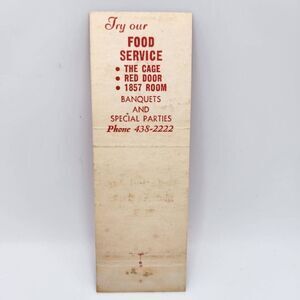 Try our
FOOD
SERVICE
• THE CAGE
• RED DOOR
• 1857 ROOM
BANQUETS
AND
SPECIAL PARTIES
Phone 438-2222